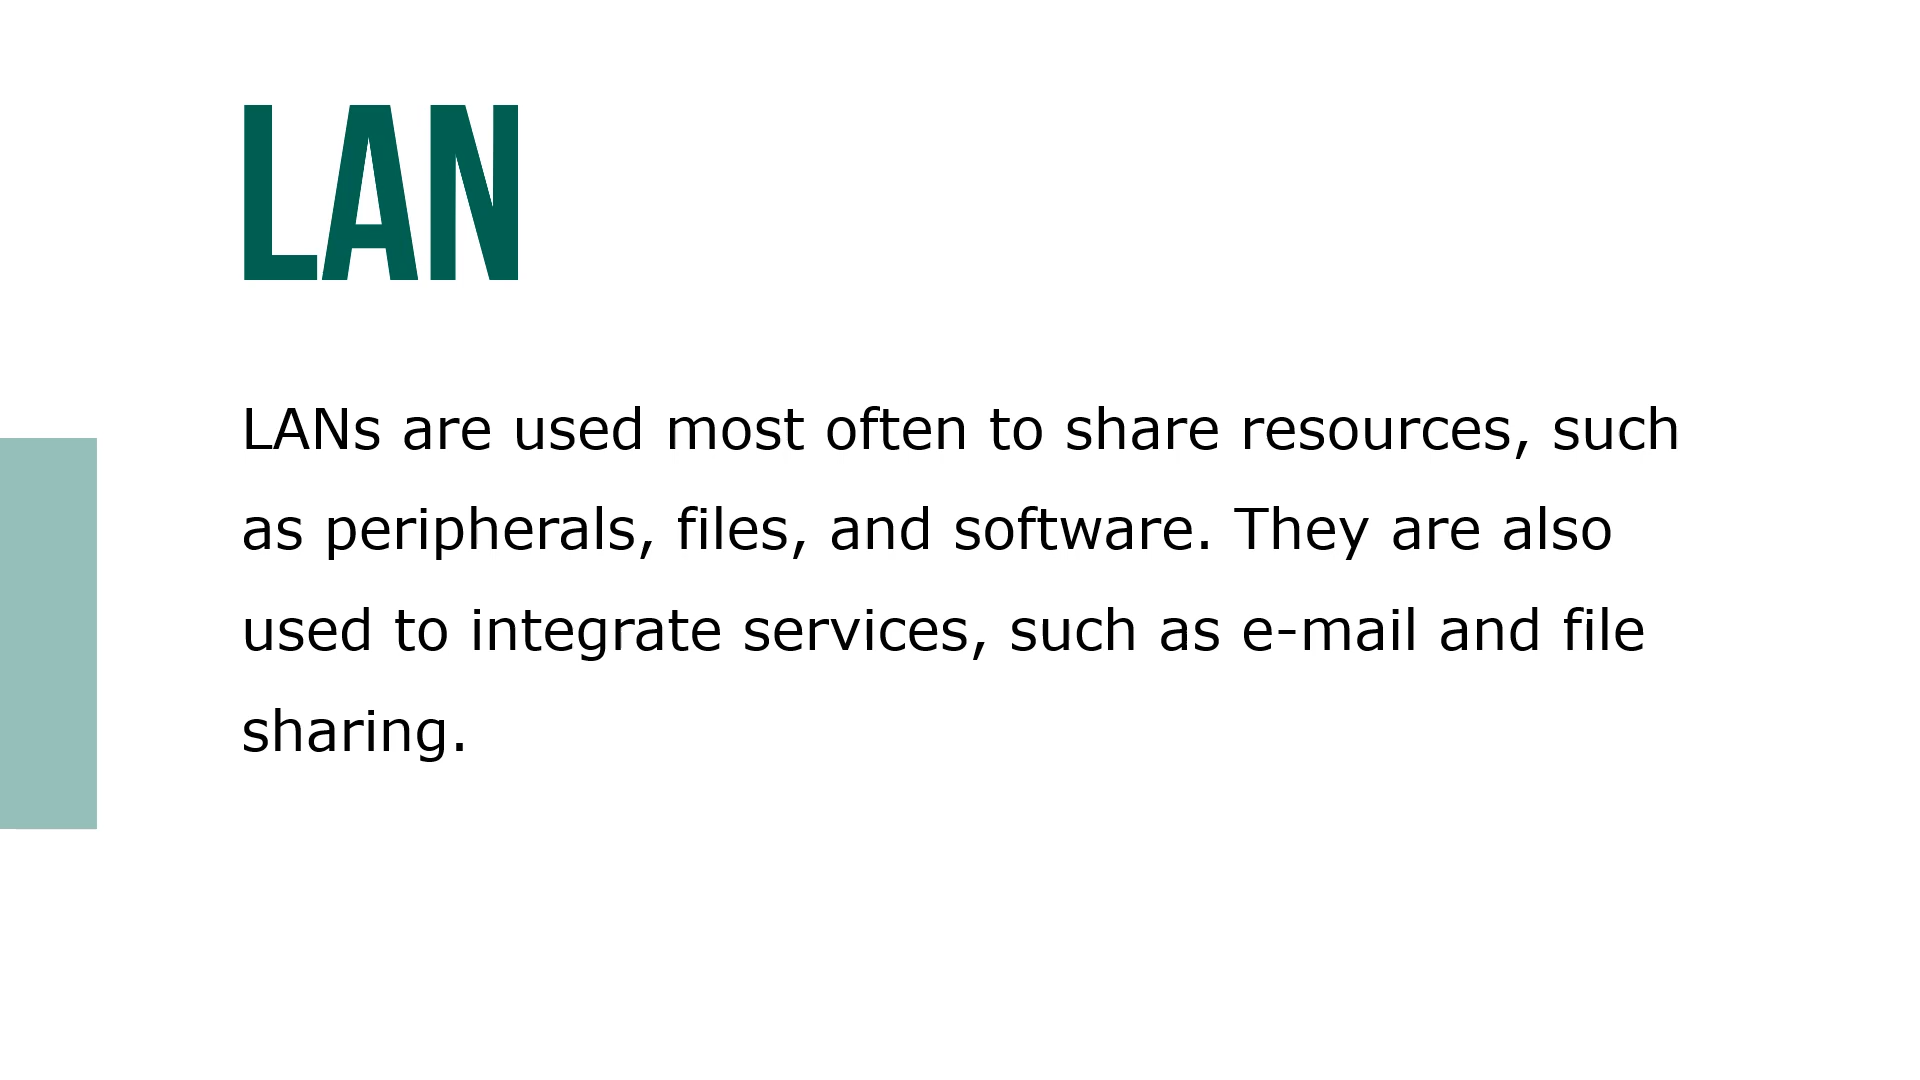 LAN
LANs are used most often to share resources, such
as peripherals, files, and software. They are also
used to integrate services, such as e-mail and file
sharing.